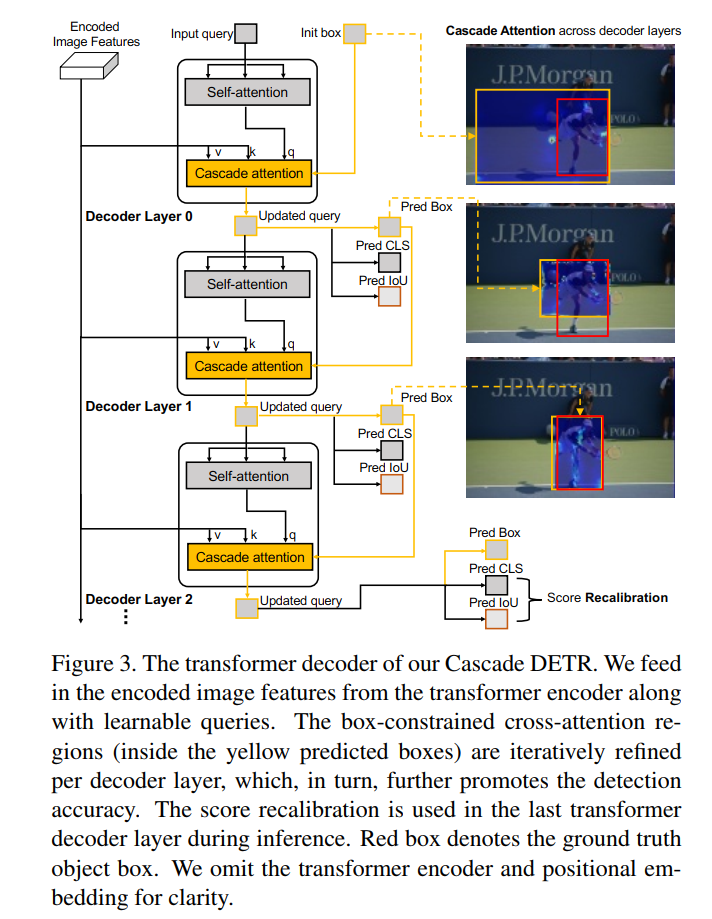 Encoded
Image Features
Input query
Init box
Cascade Attention across decoder layers
Self-attention
J.P.Morgan
POLO
v
k
q
Cascade attention
Decoder Layer 0
Updated query
Pred Box
Pred CLS
Pred IoU
Self-attention
J.P.Morgan
POLO
v
k
q
Cascade attention
Decoder Layer 1
Updated query
Pred Box
Pred CLS
Pred IoU
Self-attention
J.P.Morgan
POLO
v
k
q
Cascade attention
Decoder Layer 2
Updated query
Pred Box
Pred CLS
Pred IoU
Score Recalibration
Figure 3. The transformer decoder of our Cascade DETR. We feed
in the encoded image features from the transformer encoder along
with learnable queries. The box-constrained cross-attention re-
gions (inside the yellow predicted boxes) are iteratively refined
per decoder layer, which, in turn, further promotes the detection
accuracy. The score recalibration is used in the last transformer
decoder layer during inference. Red box denotes the ground truth
object box. We omit the transformer encoder and positional em-
bedding for clarity.